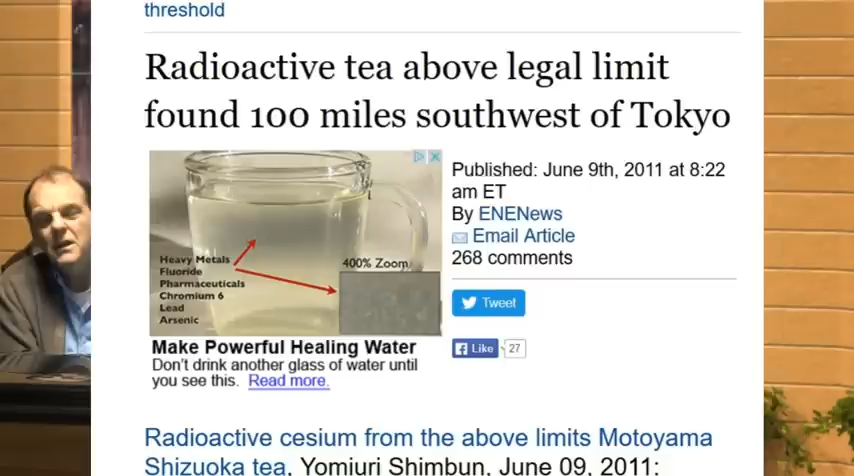 threshold
Radioactive tea above legal limit
found 100 miles southwest of Tokyo
Heavy Metals
Fluoride
Pharmaceuticals
Chromium 6
Lead
Arsenic
400% Zoom
Make Powerful Healing Water
Don't drink another glass of water until
you see this. Read more.
Published: June 9th, 2011 at 8:22
am ET
By ENENews
Email Article
268 comments
Tweet
Like
27
Radioactive cesium from the above limits Motoyama
Shizuoka tea, Yomiuri Shimbun, June 09, 2011: